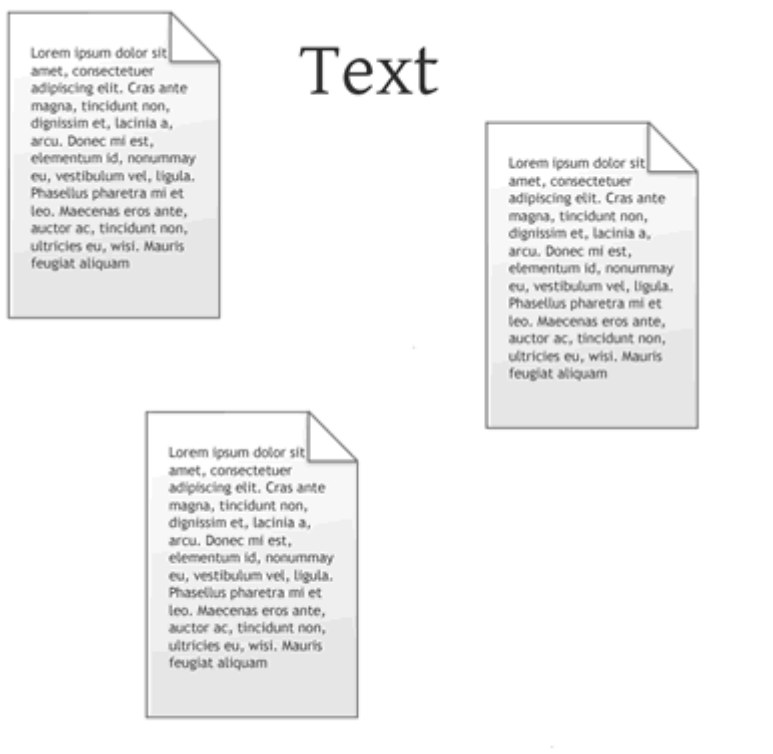 Lorem ipsum dolor sit
amet, consectetuer
adipiscing elit. Cras ante
magna, tincidunt non,
dignissim et, lacinia a,
arcu. Donec mi est,
elementum id, nonummay
eu, vestibulum vel, ligula.
Phasellus pharetra mi et
leo. Maecenas eros ante,
auctor ac, tincidunt non,
ultricies eu, wisi. Mauris
feugiat aliquam
Text
Lorem ipsum dolor sit
amet, consectetuer
adipiscing elit. Cras ante
magna, tincidunt non,
dignissim et, lacinia a,
arcu. Donec mi est,
elementum id, nonummay
eu, vestibulum vel, ligula.
Phasellus pharetra mi et
leo. Maecenas eros ante,
auctor ac, tincidunt non,
ultricies eu, wisi. Mauris
feugiat aliquam
Lorem ipsum dolor sit
amet, consectetuer
adipiscing elit. Cras ante
magna, tincidunt non,
dignissim et, lacinia a,
arcu. Donec mi est,
elementum id, nonummay
eu, vestibulum vel, ligula.
Phasellus pharetra mi et
leo. Maecenas eros ante,
auctor ac, tincidunt non,
ultricies eu, wisi. Mauris
feugiat aliquam